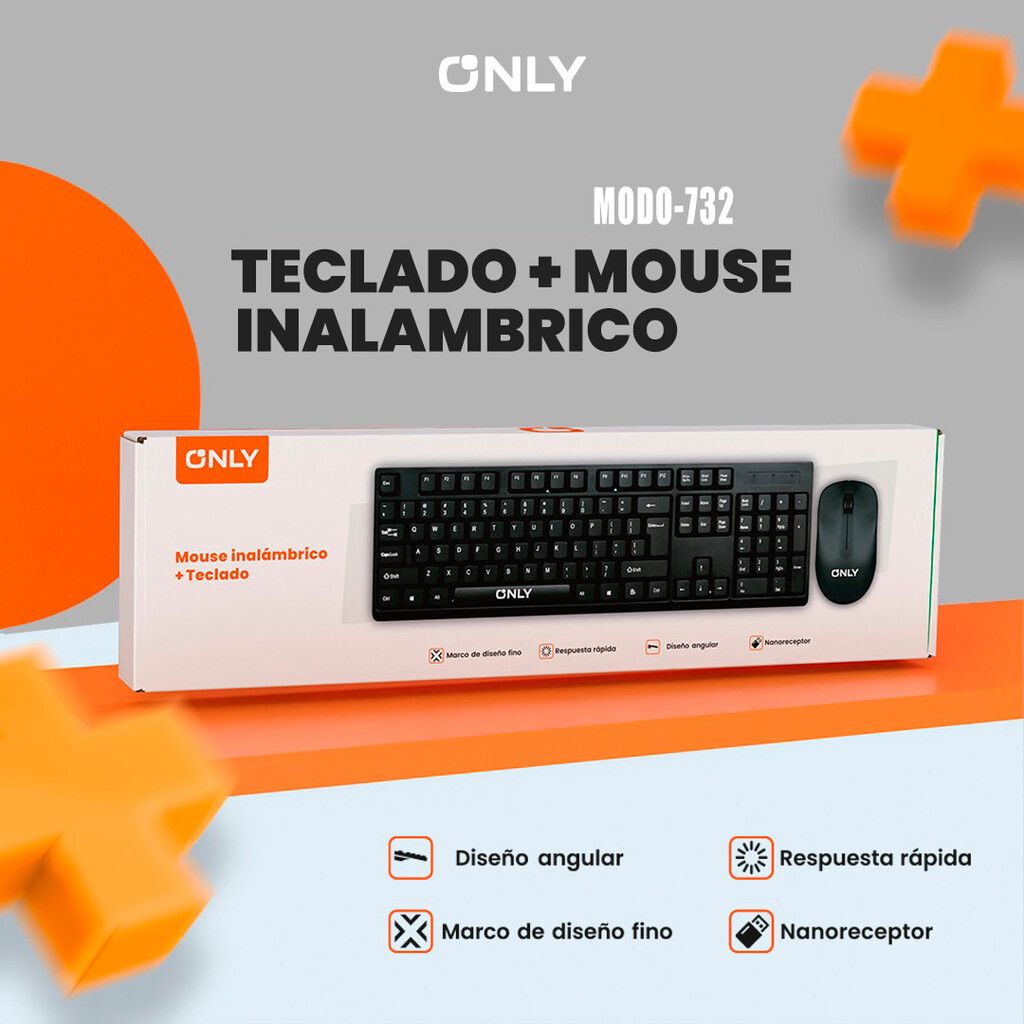 ONLY
MODO-732
TECLADO + MOUSE
INALAMBRICO
ONLY
Mouse inalámbrico
+ Teclado
ONLY
ONLY
Marco de diseño fino
Respuesta rápida
Diseño angular
Nanoreceptor
Diseño angular
Respuesta rápida
Marco de diseño fino
Nanoreceptor